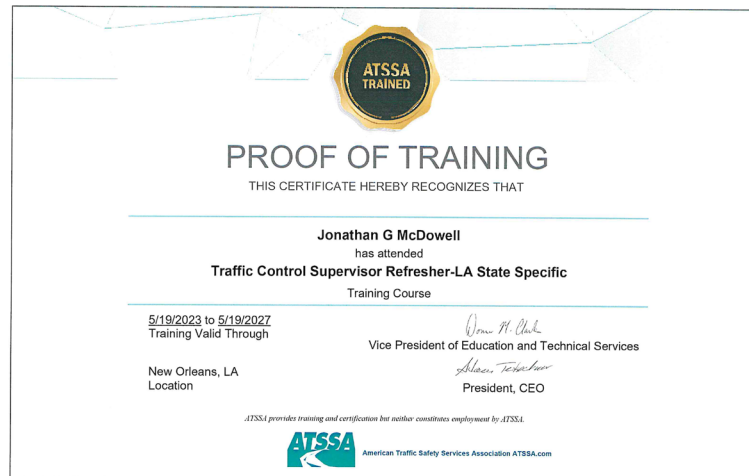 ATSSA
TRAINED
PROOF OF TRAINING
THIS CERTIFICATE HEREBY RECOGNIZES THAT
Jonathan G McDowell
has attended
Traffic Control Supervisor Refresher-LA State Specific
Training Course
5/19/2023 to 5/19/2027
Training Valid Through
Vice President of Education and Technical Services
New Orleans, LA
Location
President, CEO
ATSSA provides training and certification but neither constitutes employment by ATSSA.
ATSSA
American Traffic Safety Services Association ATSSA.com